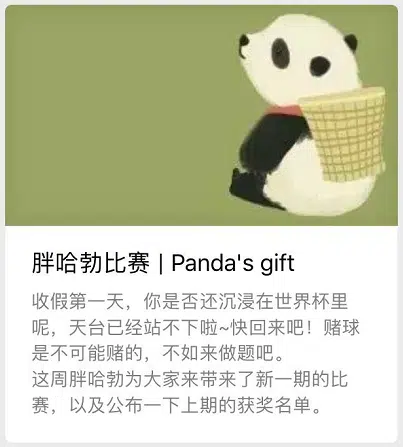 胖哈勃比赛 | Panda's gift
收假第一天，你是否还沉浸在世界杯里
呢，天台已经站不下啦~快回来吧！赌球
是不可能赌的，不如来做题吧。
这周胖哈勃为大家来带来了新一期的比
赛，以及公布一下上期的获奖名单。